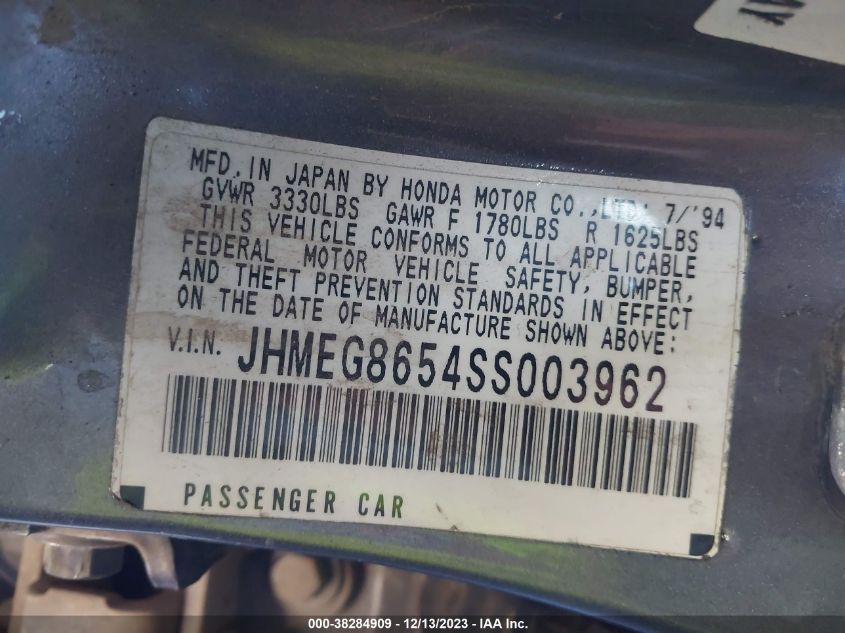 MFD. IN JAPAN BY HONDA MOTOR CO.,LTD; 7/'94
GVWR 3330LBS GAWR F 1780LBS R 1625LBS
THIS VEHICLE CONFORMS TO ALL APPLICABLE
FEDERAL MOTOR VEHICLE SAFETY, BUMPER,
AND THEFT PREVENTION STANDARDS IN EFFECT
ON THE DATE OF MANUFACTURE SHOWN ABOVE:
V.I.N. JHMEG8654SS003962
PASSENGER CAR
000-38284909 - 12/13/2023 - IAA Inc.